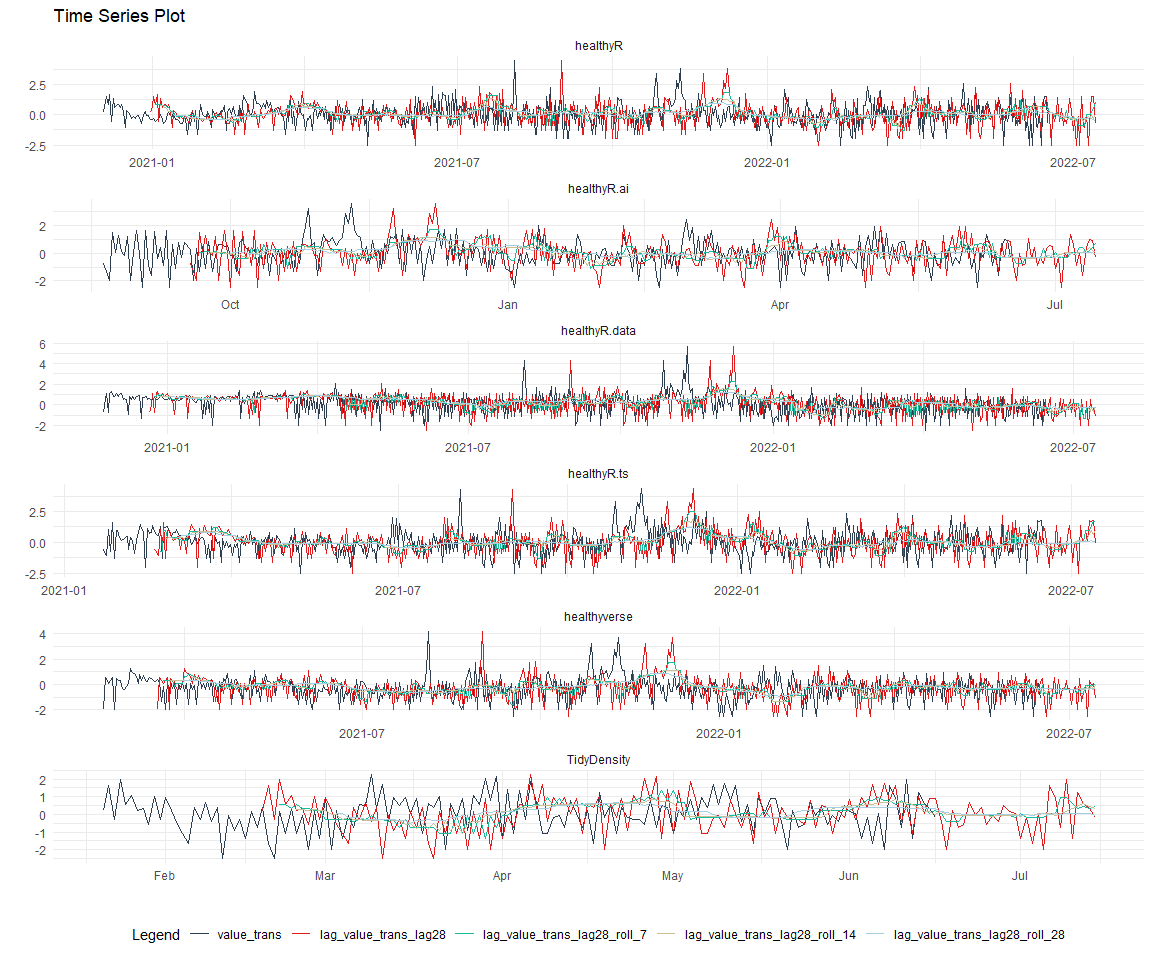 Time Series Plot
healthyR
2.5
0.0
-2.5
2021-01 2021-07 2022-01 2022-07
healthyR.ai
2
0
-2
Oct Jan Apr Jul
healthyR.data
6
4
2
0
-2
2021-01 2021-07 2022-01 2022-07
healthyR.ts
2.5
0.0
-2.5
2021-01 2021-07 2022-01 2022-07
healthyverse
4
2
0
-2
2021-07 2022-01 2022-07
TidyDensity
2
1
0
-1
-2
Feb Mar Apr May Jun Jul
Legend value_trans lag_value_trans_lag28 lag_value_trans_lag28_roll_7 lag_value_trans_lag28_roll_14 lag_value_trans_lag28_roll_28